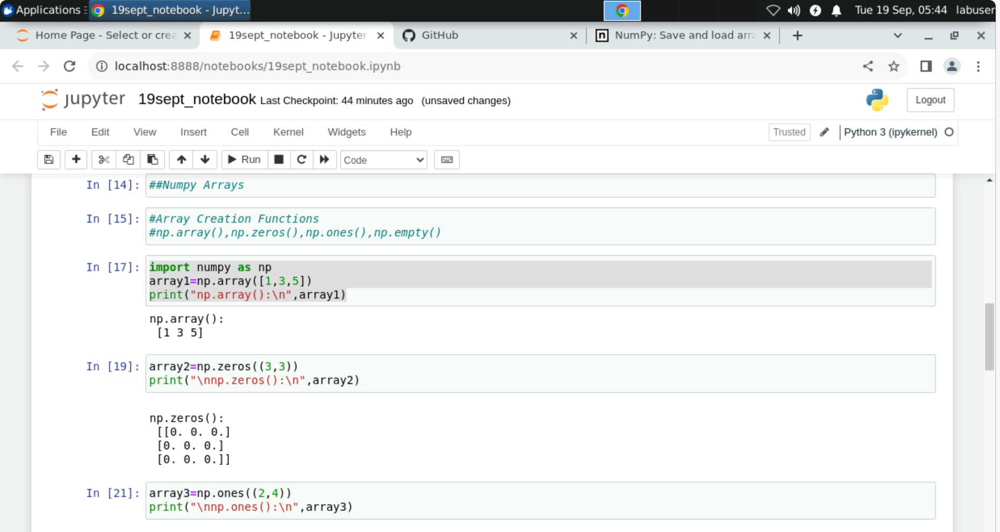 Applications 19sept_notebook - Jupyt... Tue 19 Sep, 05:44 labuser
Home Page - Select or crea 19sept_notebook - Jupyter GitHub NumPy: Save and load arra
localhost:8888/notebooks/19sept_notebook.ipynb
jupyter 19sept_notebook Last Checkpoint: 44 minutes ago (unsaved changes) Logout
File Edit View Insert Cell Kernel Widgets Help Trusted Python 3 (ipykernel)
Run Code
In [14]: ##Numpy Arrays
In [15]: #Array Creation Functions
#np.array(),np.zeros(),np.ones(),np.empty()
In [17]: import numpy as np
array1=np.array([1,3,5])
print("np.array():\n",array1)
np.array():
[1 3 5]
In [19]: array2=np.zeros((3,3))
print("\nnp.zeros():\n",array2)
np.zeros():
[[0. 0. 0.]
[0. 0. 0.]
[0. 0. 0.]]
In [21]: array3=np.ones((2,4))
print("\nnp.ones():\n",array3)